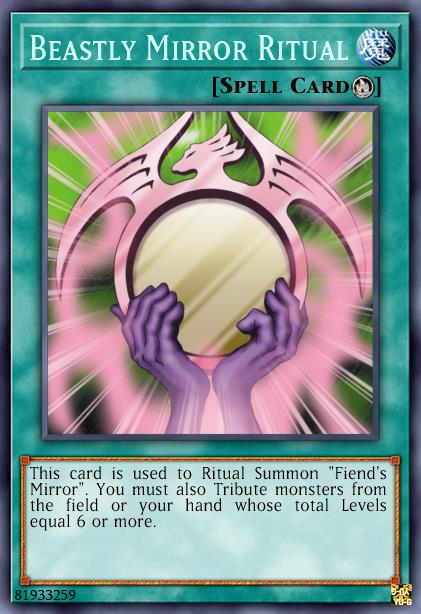 Beastly Mirror Ritual
魔
[Spell Card]
This card is used to Ritual Summon "Fiend's
Mirror". You must also Tribute monsters from
the field or your hand whose total Levels
equal 6 or more.
81933259